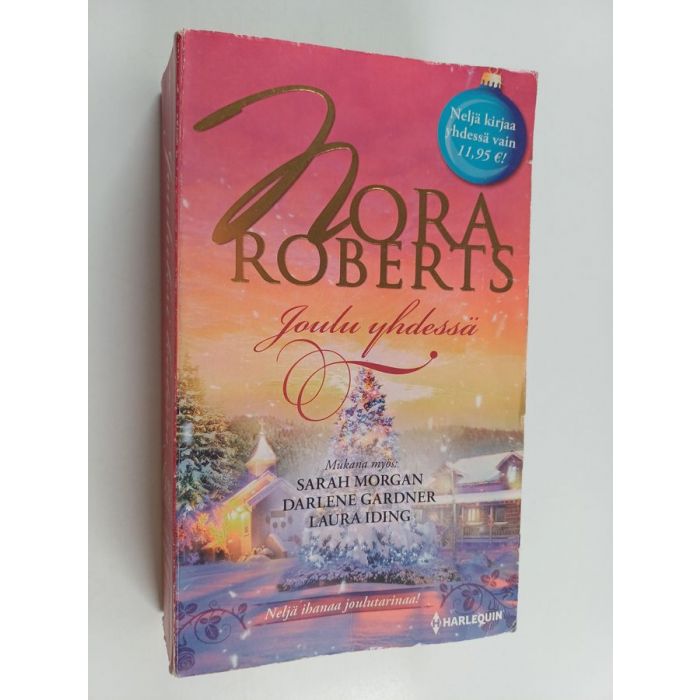 Neljä kirjaa
yhdessä vain
11,95 €!
NORA
ROBERTS
Joulu yhdessä
Mukana myös:
SARAH MORGAN
DARLENE GARDNER
LAURA IDING
Neljä ihanaa joulutarinaa!
HARLEQUIN